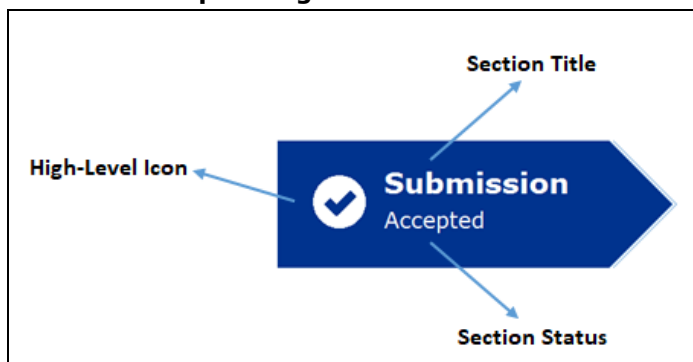 Section Title
High-Level Icon
Submission
Accepted
Section Status